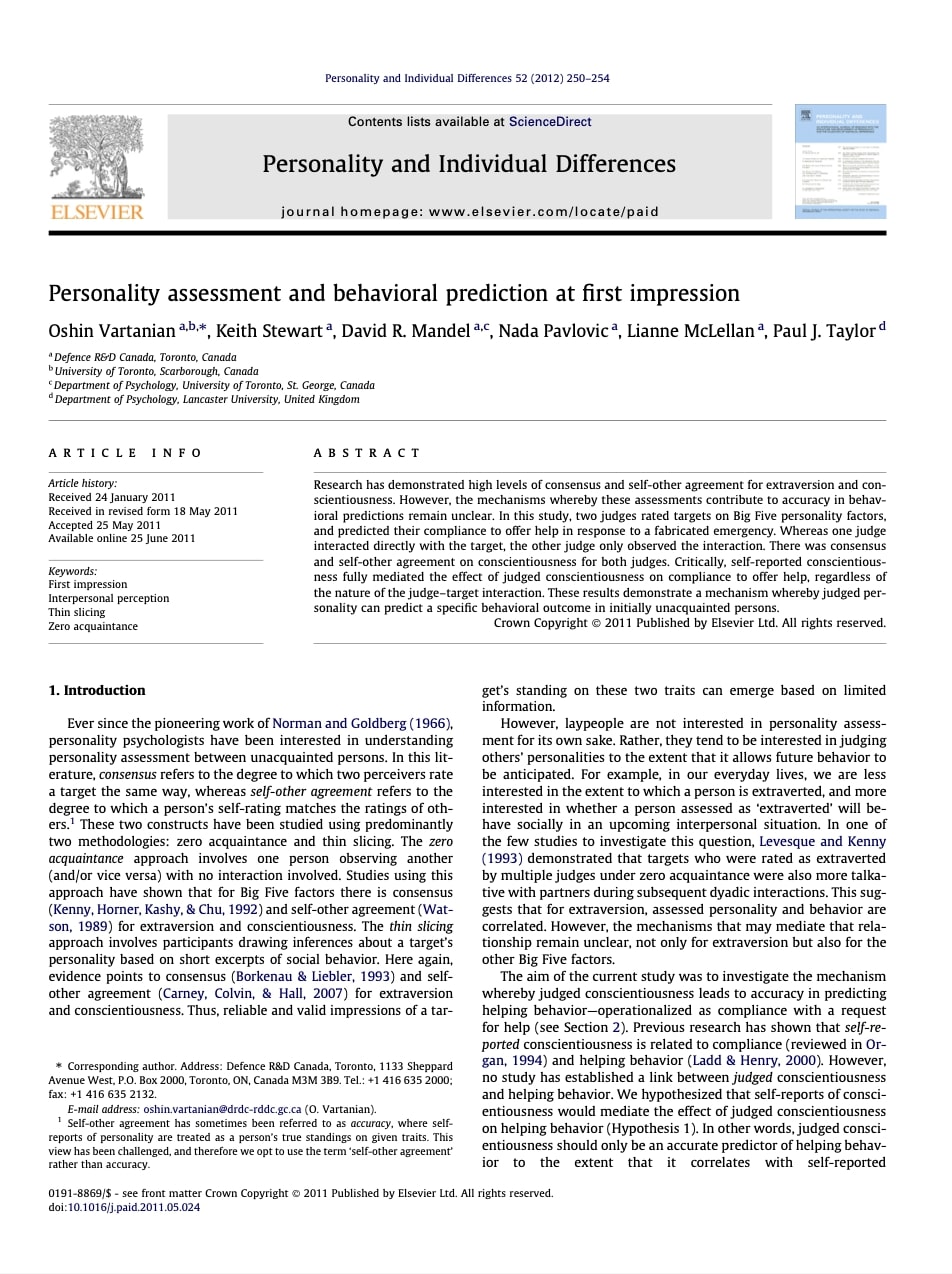 Personality and Individual Differences 52 (2012) 250–254
Contents lists available at ScienceDirect
Personality and Individual Differences
journal homepage: www.elsevier.com/locate/paid
ELSEVIER
Personality assessment and behavioral prediction at first impression
Oshin Vartanian a,b,*, Keith Stewart a, David R. Mandel a,c, Nada Pavlovic a, Lianne McLellan a, Paul J. Taylor d
a Defence R&D Canada, Toronto, Canada
b University of Toronto, Scarborough, Canada
c Department of Psychology, University of Toronto, St. George, Canada
d Department of Psychology, Lancaster University, United Kingdom
ARTICLE INFO
Article history:
Received 24 January 2011
Received in revised form 18 May 2011
Accepted 25 May 2011
Available online 25 June 2011
Keywords:
First impression
Interpersonal perception
Thin slicing
Zero acquaintance
ABSTRACT
Research has demonstrated high levels of consensus and self-other agreement for extraversion and con-
scientiousness. However, the mechanisms whereby these assessments contribute to accuracy in behav-
ioral predictions remain unclear. In this study, two judges rated targets on Big Five personality factors,
and predicted their compliance to offer help in response to a fabricated emergency. Whereas one judge
interacted directly with the target, the other judge only observed the interaction. There was consensus
and self-other agreement on conscientiousness for both judges. Critically, self-reported conscientious-
ness fully mediated the effect of judged conscientiousness on compliance to offer help, regardless of
the nature of the judge–target interaction. These results demonstrate a mechanism whereby judged per-
sonality can predict a specific behavioral outcome in initially unacquainted persons.
Crown Copyright © 2011 Published by Elsevier Ltd. All rights reserved.
1. Introduction
Ever since the pioneering work of Norman and Goldberg (1966),
personality psychologists have been interested in understanding
personality assessment between unacquainted persons. In this lit-
erature, consensus refers to the degree to which two perceivers rate
a target the same way, whereas self-other agreement refers to the
degree to which a person's self-rating matches the ratings of oth-
ers.1 These two constructs have been studied using predominantly
two methodologies: zero acquaintance and thin slicing. The zero
acquaintance approach involves one person observing another
(and/or vice versa) with no interaction involved. Studies using this
approach have shown that for Big Five factors there is consensus
(Kenny, Horner, Kashy, & Chu, 1992) and self-other agreement (Wat-
son, 1989) for extraversion and conscientiousness. The thin slicing
approach involves participants drawing inferences about a target's
personality based on short excerpts of social behavior. Here again,
evidence points to consensus (Borkenau & Liebler, 1993) and self-
other agreement (Carney, Colvin, & Hall, 2007) for extraversion
and conscientiousness. Thus, reliable and valid impressions of a tar-
* Corresponding author. Address: Defence R&D Canada, Toronto, 1133 Sheppard
Avenue West, P.O. Box 2000, Toronto, ON, Canada M3M 3B9. Tel.: +1 416 635 2000;
fax: +1 416 635 2132.
E-mail address: oshin.vartanian@drdc-rddc.gc.ca (O. Vartanian).
1 Self-other agreement has sometimes been referred to as accuracy, where self-
reports of personality are treated as a person's true standings on given traits. This
view has been challenged, and therefore we opt to use the term 'self-other agreement'
rather than accuracy.
get's standing on these two traits can emerge based on limited
information.
However, laypeople are not interested in personality assess-
ment for its own sake. Rather, they tend to be interested in judging
others' personalities to the extent that it allows future behavior to
be anticipated. For example, in our everyday lives, we are less
interested in the extent to which a person is extraverted, and more
interested in whether a person assessed as 'extraverted' will be-
have socially in an upcoming interpersonal situation. In one of
the few studies to investigate this question, Levesque and Kenny
(1993) demonstrated that targets who were rated as extraverted
by multiple judges under zero acquaintance were also more talka-
tive with partners during subsequent dyadic interactions. This sug-
gests that for extraversion, assessed personality and behavior are
correlated. However, the mechanisms that may mediate that rela-
tionship remain unclear, not only for extraversion but also for the
other Big Five factors.
The aim of the current study was to investigate the mechanism
whereby judged conscientiousness leads to accuracy in predicting
helping behavior—operationalized as compliance with a request
for help (see Section 2). Previous research has shown that self-re-
ported conscientiousness is related to compliance (reviewed in Or-
gan, 1994) and helping behavior (Ladd & Henry, 2000). However,
no study has established a link between judged conscientiousness
and helping behavior. We hypothesized that self-reports of consci-
entiousness would mediate the effect of judged conscientiousness
on helping behavior (Hypothesis 1). In other words, judged consci-
entiousness should only be an accurate predictor of helping behav-
ior to the extent that it correlates with self-reported
0191-8869/$ - see front matter Crown Copyright © 2011 Published by Elsevier Ltd. All rights reserved.
doi:10.1016/j.paid.2011.05.024